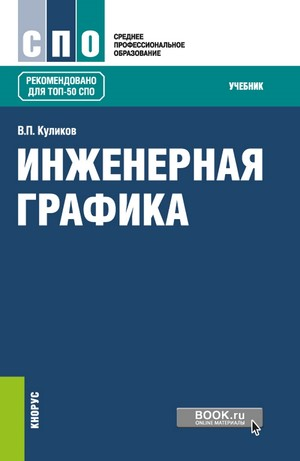 СПО
СРЕДНЕЕ
ПРОФЕССИОНАЛЬНОЕ
ОБРАЗОВАНИЕ
РЕКОМЕНДОВАНО
ДЛЯ ТОП-50 СПО
УЧЕБНИК
В.П. Куликов
ИНЖЕНЕРНАЯ
ГРАФИКА
КНОРУС
BOOK.ru
ONLINE МАТЕРИАЛЫ